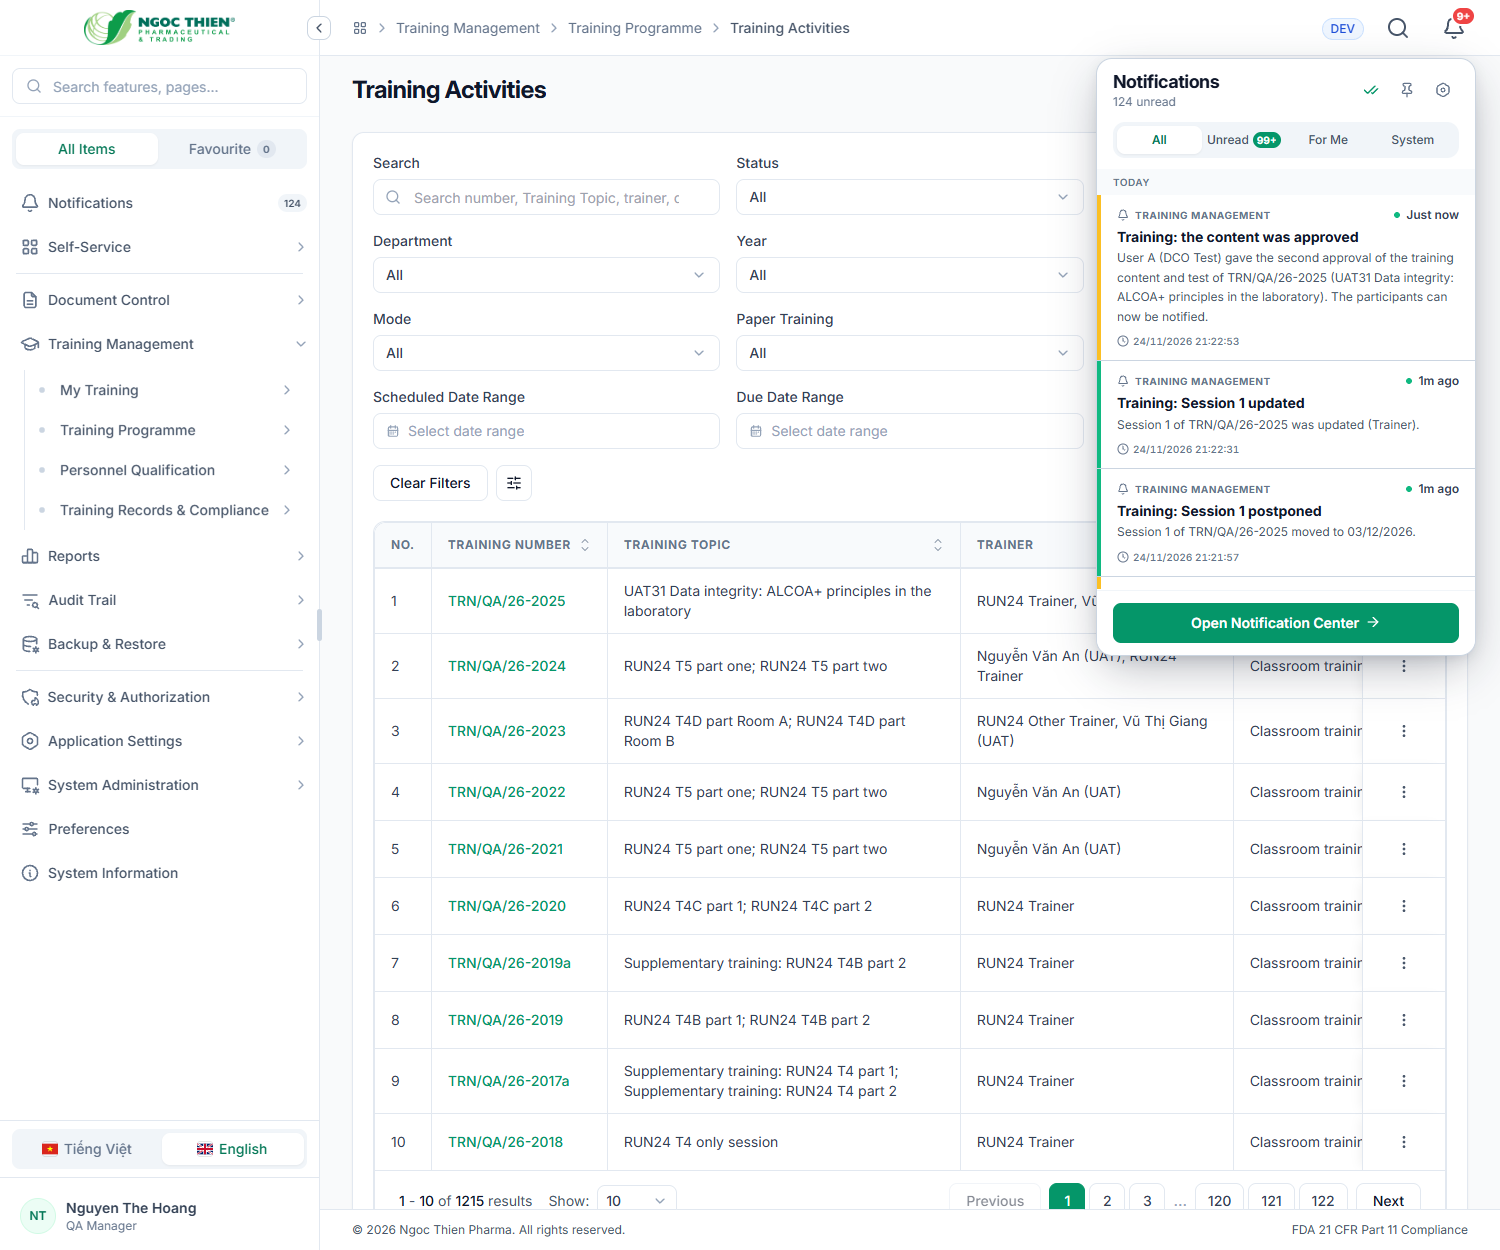 NGOC THIEN
PHARMACEUTICAL
& TRADING
Search features, pages...
All Items
Favourite 0
Notifications 124
Self-Service
Document Control
Training Management
My Training
Training Programme
Personnel Qualification
Training Records & Compliance
Reports
Audit Trail
Backup & Restore
Security & Authorization
Application Settings
System Administration
Preferences
System Information
Tiếng Việt
English
NT
Nguyen The Hoang
QA Manager
Training Management
Training Programme
Training Activities
DEV
9+
Training Activities
Search
Search number, Training Topic, trainer, c
Status
All
Department
All
Year
All
Mode
All
Paper Training
All
Scheduled Date Range
Select date range
Due Date Range
Select date range
Clear Filters
NO. TRAINING NUMBER TRAINING TOPIC TRAINER
1 TRN/QA/26-2025 UAT31 Data integrity: ALCOA+ principles in the
laboratory
RUN24 Trainer,
2 TRN/QA/26-2024 RUN24 T5 part one; RUN24 T5 part two
Nguyễn Văn An (UAT), RUN24
Trainer
Classroom trainin
3 TRN/QA/26-2023 RUN24 T4D part Room A; RUN24 T4D part
Room B
RUN24 Other Trainer, Vũ Thị Giang
(UAT)
Classroom trainin
4 TRN/QA/26-2022 RUN24 T5 part one; RUN24 T5 part two Nguyễn Văn An (UAT) Classroom trainin
5 TRN/QA/26-2021 RUN24 T5 part one; RUN24 T5 part two Nguyễn Văn An (UAT) Classroom trainin
6 TRN/QA/26-2020 RUN24 T4C part 1; RUN24 T4C part 2 RUN24 Trainer Classroom trainin
7 TRN/QA/26-2019a Supplementary training: RUN24 T4B part 2 RUN24 Trainer Classroom trainin
8 TRN/QA/26-2019 RUN24 T4B part 1; RUN24 T4B part 2 RUN24 Trainer Classroom trainin
9 TRN/QA/26-2017a Supplementary training: RUN24 T4 part 1;
Supplementary training: RUN24 T4 part 2
RUN24 Trainer Classroom trainin
10 TRN/QA/26-2018 RUN24 T4 only session RUN24 Trainer Classroom trainin
1 - 10 of 1215 results Show: 10
Previous 1 2 3 ... 120 121 122 Next
© 2026 Ngoc Thien Pharma. All rights reserved.
FDA 21 CFR Part 11 Compliance
Notifications
124 unread
All Unread 99+ For Me System
TODAY
TRAINING MANAGEMENT Just now
Training: the content was approved
User A (DCO Test) gave the second approval of the training
content and test of TRN/QA/26-2025 (UAT31 Data integrity:
ALCOA+ principles in the laboratory). The participants can
now be notified.
24/11/2026 21:22:53
TRAINING MANAGEMENT 1m ago
Training: Session 1 updated
Session 1 of TRN/QA/26-2025 was updated (Trainer).
24/11/2026 21:22:31
TRAINING MANAGEMENT 1m ago
Training: Session 1 postponed
Session 1 of TRN/QA/26-2025 moved to 03/12/2026.
24/11/2026 21:21:57
Open Notification Center